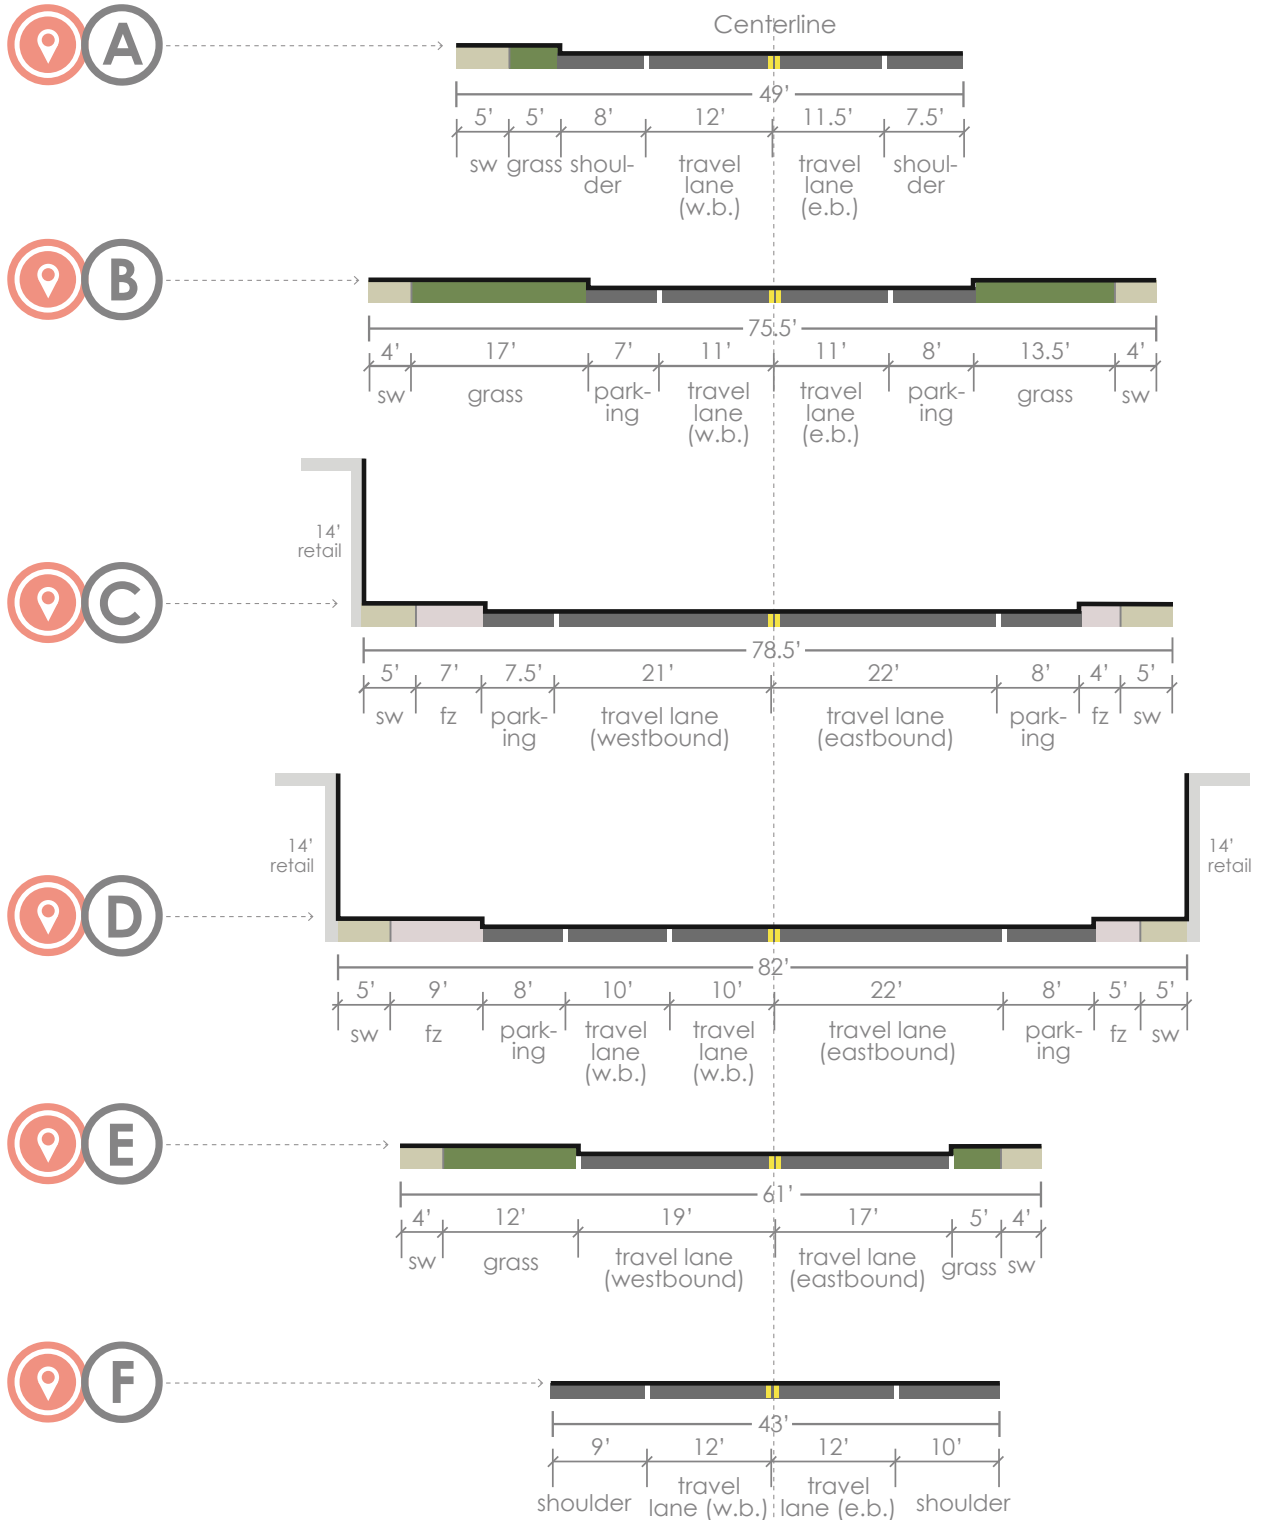 Centerline
A
49'
5' 5' 8' 12' 11.5' 7.5'
sw grass shoul-
der travel
lane
(w.b.) travel
lane
(e.b.) shoul-
der
B
75.5'
4' 17' 7' 11' 11' 8' 13.5' 4'
sw grass park-
ing travel
lane
(w.b.) travel
lane
(e.b.) park-
ing grass sw
14'
retail
C
78.5'
5' 7' 7.5' 21' 22' 8' 4' 5'
sw fz park-
ing travel lane
(westbound) travel lane
(eastbound) park-
ing fz sw
14'
retail
14'
retail
D
82'
5' 9' 8' 10' 10' 22' 8' 5' 5'
sw fz park-
ing travel
lane
(w.b.) travel
lane
(w.b.) travel lane
(eastbound) park-
ing fz sw
E
61'
4' 12' 19' 17' 5' 4'
sw grass travel lane
(westbound) travel lane
(eastbound) grass sw
F
43'
9' 12' 12' 10'
shoulder travel
lane (w.b.) travel
lane (e.b.) shoulder